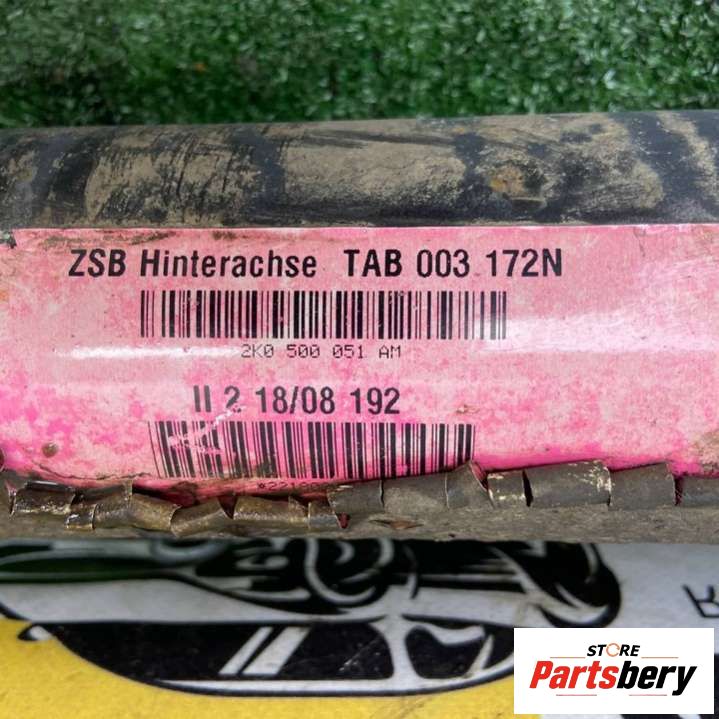 ZSB Hinterachse TAB 003 172N
2K0 500 051 AM
II 2 18/08 192
R
STORE
Partsbery